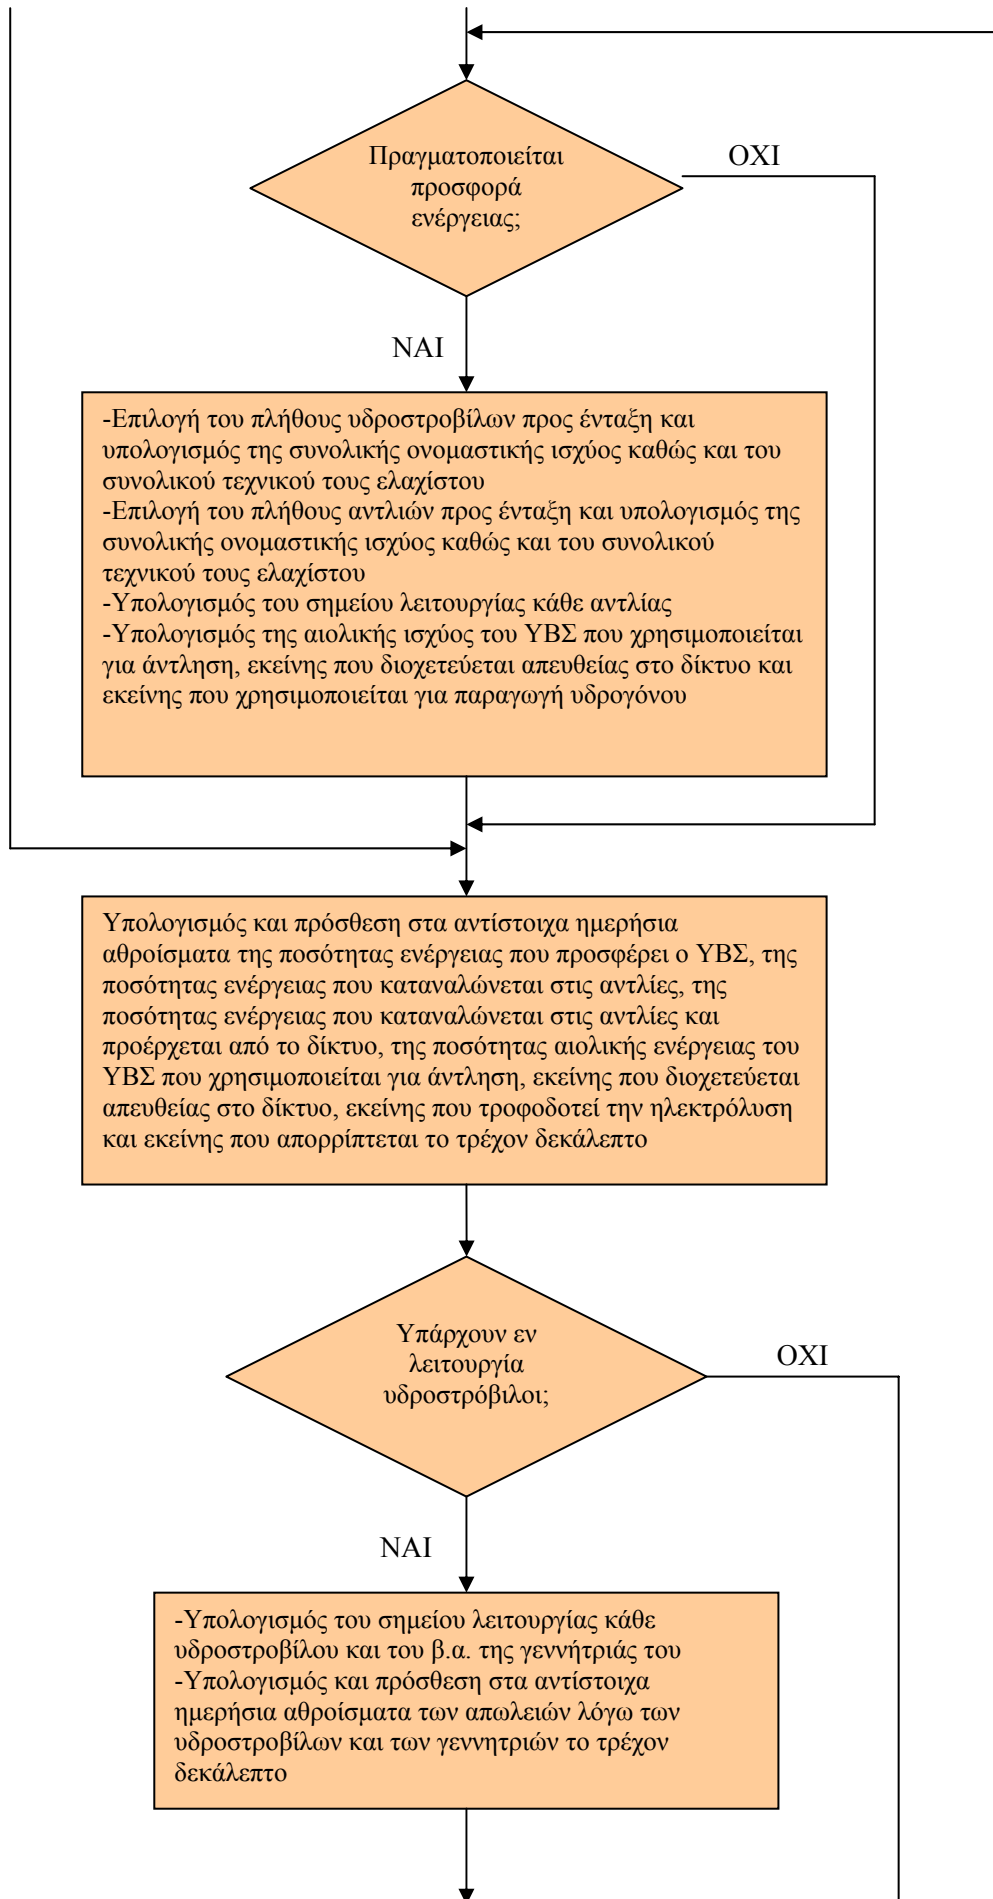 Πραγματοποιείται
προσφορά
ενέργειας;
ΟΧΙ
ΝΑΙ
-Επιλογή του πλήθους υδροστροβίλων προς ένταξη και
υπολογισμός της συνολικής ονομαστικής ισχύος καθώς και του
συνολικού τεχνικού τους ελαχίστου
-Επιλογή του πλήθους αντλιών προς ένταξη και υπολογισμός της
συνολικής ονομαστικής ισχύος καθώς και του συνολικού
τεχνικού τους ελαχίστου
-Υπολογισμός του σημείου λειτουργίας κάθε αντλίας
-Υπολογισμός της αιολικής ισχύος του ΥΒΣ που χρησιμοποιείται
για άντληση, εκείνης που διοχετεύεται απευθείας στο δίκτυο και
εκείνης που χρησιμοποιείται για παραγωγή υδρογόνου
Υπολογισμός και πρόσθεση στα αντίστοιχα ημερήσια
αθροίσματα της ποσότητας ενέργειας που προσφέρει ο ΥΒΣ, της
ποσότητας ενέργειας που καταναλώνεται στις αντλίες, της
ποσότητας ενέργειας που καταναλώνεται στις αντλίες και
προέρχεται από το δίκτυο, της ποσότητας αιολικής ενέργειας του
ΥΒΣ που χρησιμοποιείται για άντληση, εκείνης που διοχετεύεται
απευθείας στο δίκτυο, εκείνης που τροφοδοτεί την ηλεκτρόλυση
και εκείνης που απορρίπτεται το τρέχον δεκάλεπτο
Υπάρχουν εν
λειτουργία
υδροστρόβιλοι;
ΟΧΙ
ΝΑΙ
-Υπολογισμός του σημείου λειτουργίας κάθε
υδροστροβίλου και του β.α. της γεννήτριάς του
-Υπολογισμός και πρόσθεση στα αντίστοιχα
ημερήσια αθροίσματα των απωλειών λόγω των
υδροστροβίλων και των γεννητριών το τρέχον
δεκάλεπτο